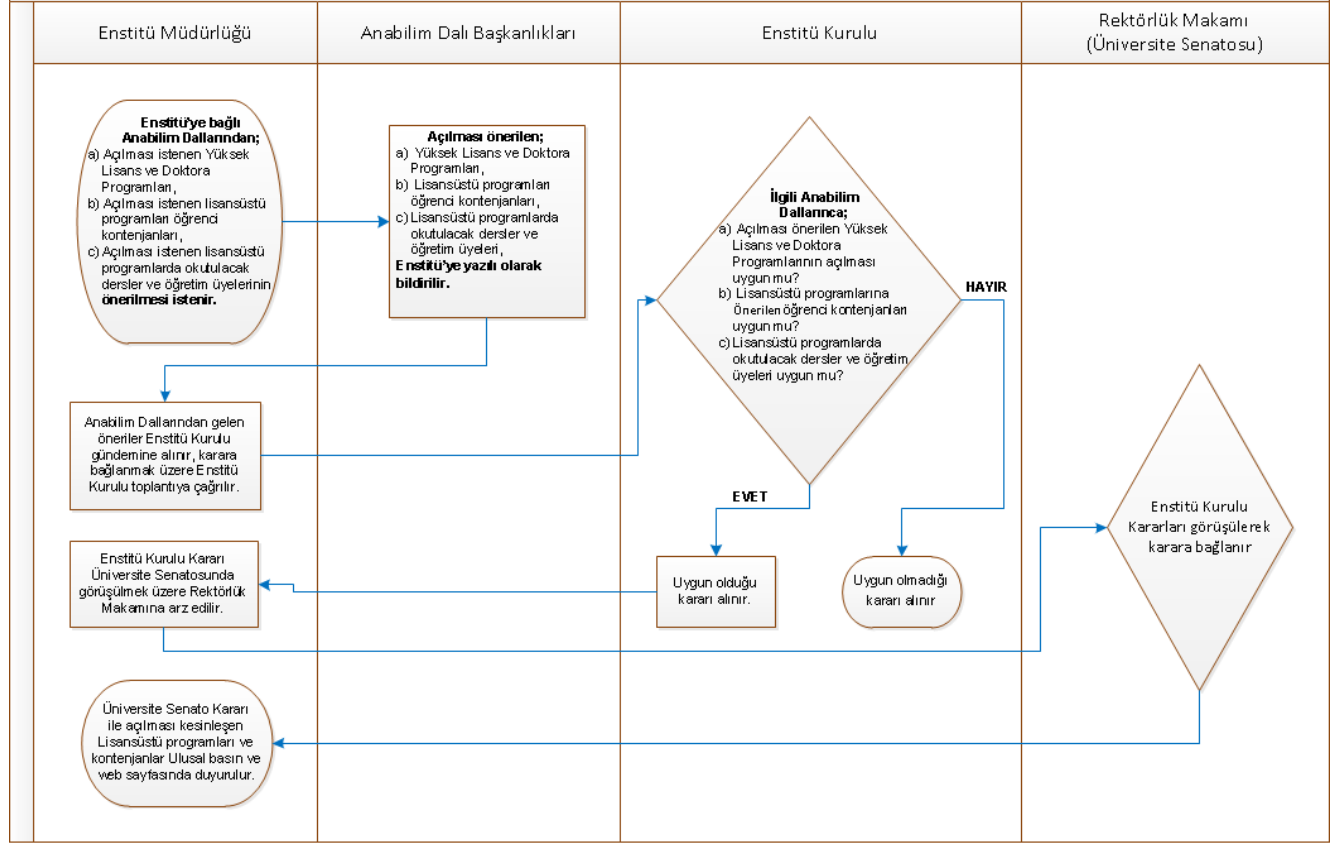 Enstitü Müdürlüğü
Anabilim Dalı Başkanlıkları
Enstitü Kurulu
Rektörlük Makamı
(Üniversite Senatosu)
Enstitü'ye bağlı
Anabilim Dallarından;
a) Açılması istenen Yüksek
Lisans ve Doktora
Programları,
b) Açılması istenen lisansüstü
programları öğrenci
kontenjanları,
c) Açılması istenen lisansüstü
programlarda okutulacak
dersler ve öğretim üyelerinin
önerilmesi istenir.
Açılması önerilen;
a) Yüksek Lisans ve Doktora
Programları,
b) Lisansüstü programları
öğrenci kontenjanları,
c) Lisansüstü programlarda
okutulacak dersler ve
öğretim üyeleri,
Enstitü'ye yazılı olarak
bildirilir.
İlgili Anabilim
Dallarınca;
a) Açılması önerilen Yüksek
Lisans ve Doktora
Programlarının açılması
uygun mu?
b) Lisansüstü programlarına
Önerilen öğrenci kontenjanları
uygun mu?
c) Lisansüstü programlarda
okutulacak dersler ve öğretim
üyeleri uygun mu?
HAYIR
EVET
Anabilim Dallarından gelen
öneriler Enstitü Kurulu
gündemine alınır, karara
bağlanmak üzere Enstitü
Kurulu toplantıya çağrılır.
Enstitü Kurulu Kararı
Üniversite Senatosunda
görüşülmek üzere Rektörlük
Makamına arz edilir.
Uygun olduğu
kararı alınır.
Uygun olmadığı
kararı alınır
Enstitü Kurulu
Kararları görüşülerek
karara bağlanır
Üniversite Senato Kararı
ile açılması kesinleşen
Lisansüstü programları ve
kontenjanlar Ulusal basın ve
web sayfasında duyurulur.